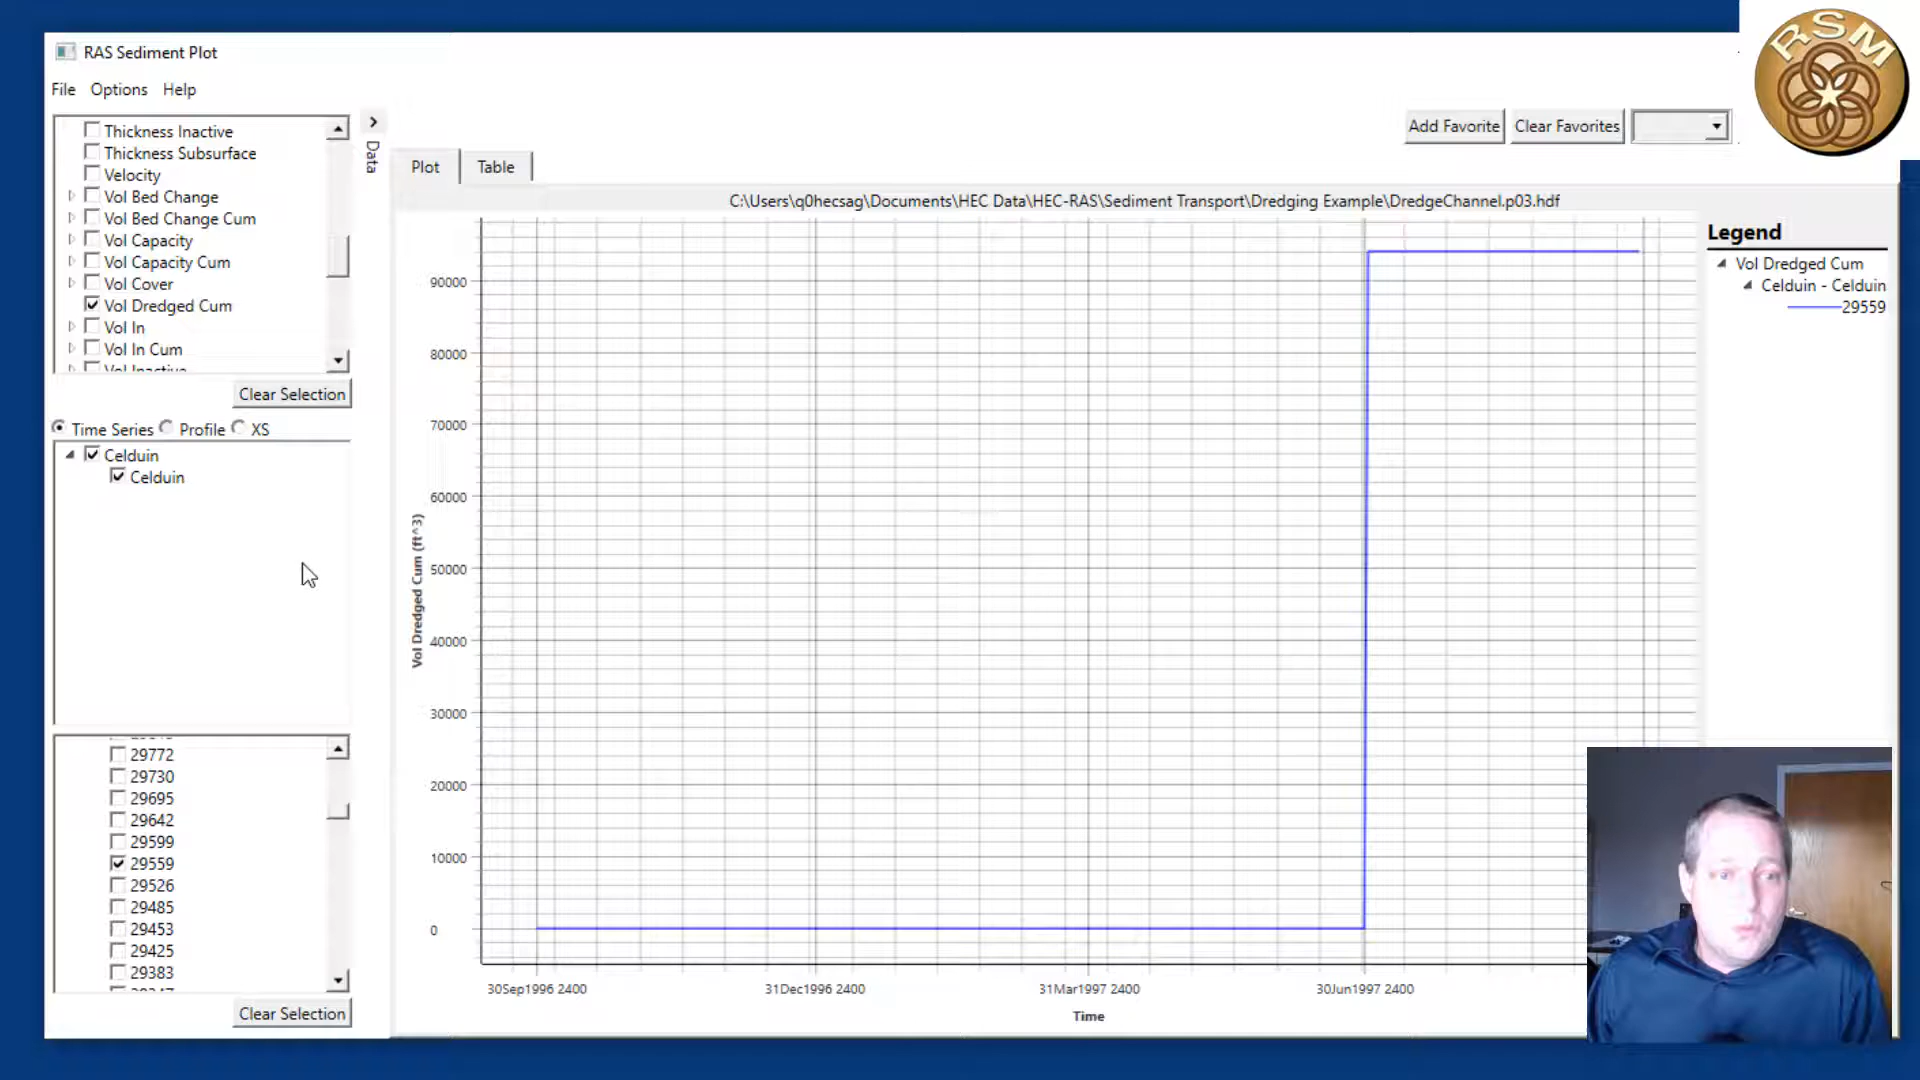 RAS Sediment Plot
File Options Help
Thickness Inactive
Thickness Subsurface
Velocity
Vol Bed Change
Vol Bed Change Cum
Vol Capacity
Vol Capacity Cum
Vol Cover
Vol Dredged Cum
Vol In
Vol In Cum
Vol Inactive
Clear Selection
Time Series Profile XS
Celduin
Celduin
29772
29730
29695
29642
29599
29559
29526
29485
29453
29425
29383
Clear Selection
Data
Plot Table
Add Favorite Clear Favorites
C:\Users\q0hecsag\Documents\HEC Data\HEC-RAS\Sediment Transport\Dredging Example\DredgeChannel.p03.hdf
Vol Dredged Cum (ft^3)
90000
80000
70000
60000
50000
40000
30000
20000
10000
0
30Sep1996 2400 31Dec1996 2400 31Mar1997 2400 30Jun1997 2400
Time
Legend
Vol Dredged Cum
Celduin - Celduin
29559
RSM